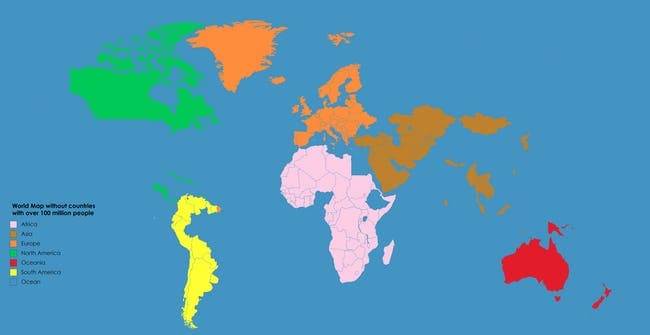 World Map without countries
with over 100 million people
Africa
Asia
Europe
North America
Oceania
South America
Ocean